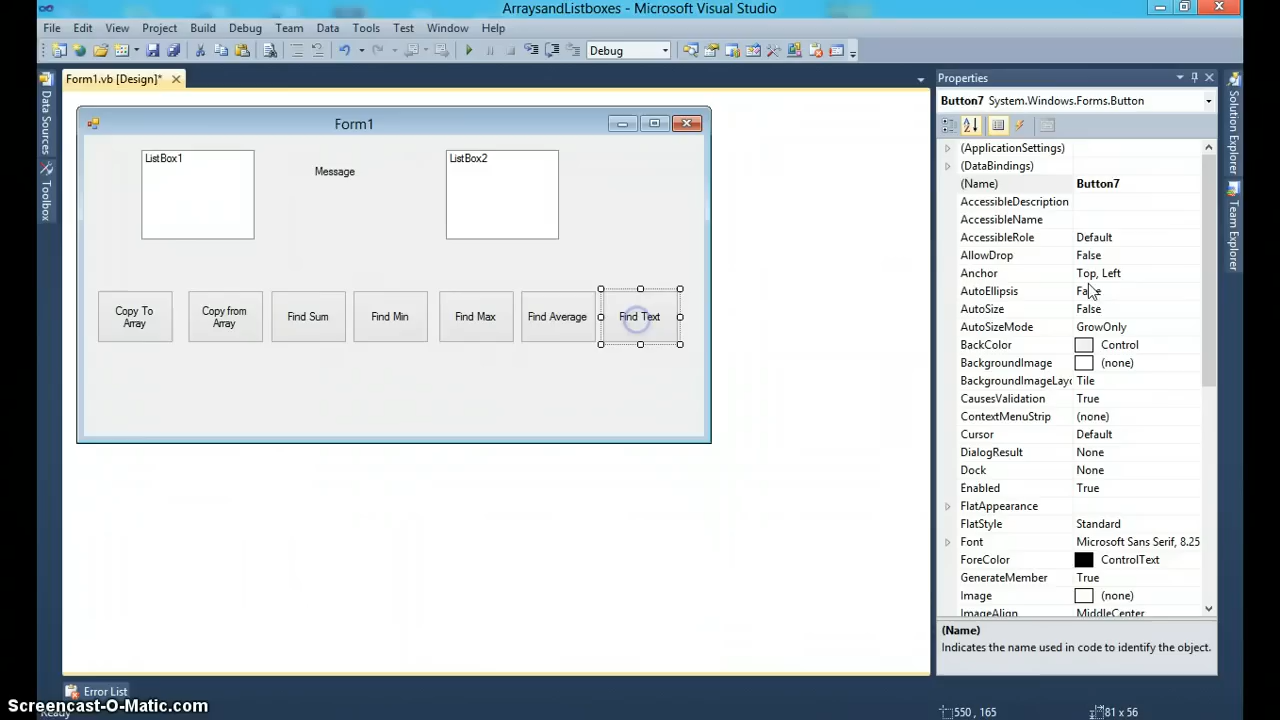 ArraysandListboxes - Microsoft Visual Studio
File Edit View Project Build Debug Team Data Tools Test Window Help
Debug
Form1.vb [Design]*
Data Sources
Toolbox
Form1
ListBox1
Message
ListBox2
Copy To
Array
Copy from
Array
Find Sum
Find Min
Find Max
Find Average
Find Text
Properties
Button7 System.Windows.Forms.Button
(ApplicationSettings)
(DataBindings)
(Name) Button7
AccessibleDescription
AccessibleName
AccessibleRole Default
AllowDrop False
Anchor Top, Left
AutoEllipsis False
AutoSize False
AutoSizeMode GrowOnly
BackColor Control
BackgroundImage (none)
BackgroundImageLayo Tile
CausesValidation True
ContextMenuStrip (none)
Cursor Default
DialogResult None
Dock None
Enabled True
FlatAppearance
FlatStyle Standard
Font Microsoft Sans Serif, 8.25
ForeColor ControlText
GenerateMember True
Image (none)
ImageAlign MiddleCenter
(Name)
Indicates the name used in code to identify the object.
Solution Explorer
Team Explorer
Error List
Ready
550 , 165
81 x 56
Screencast-O-Matic.com